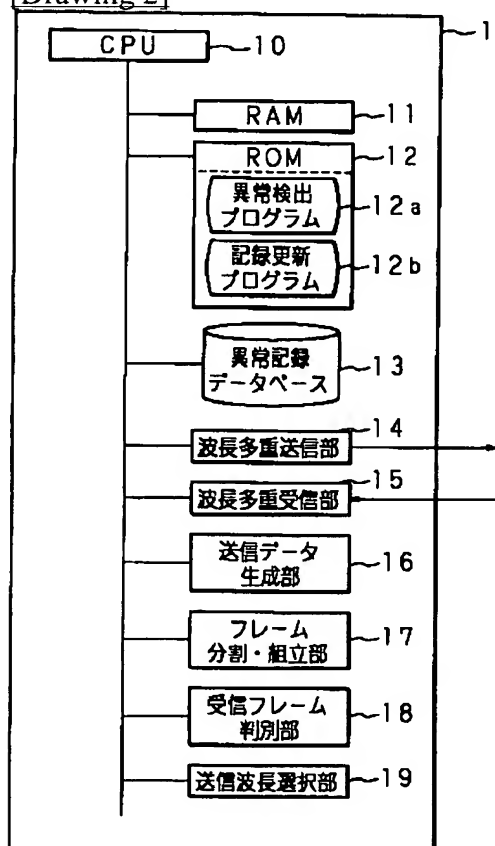 [Drawing 2]
1
CPU 10
RAM 11
ROM 12
異常検出
プログラム 12a
記録更新
プログラム 12b
異常記録
データベース 13
波長多重送信部 14
波長多重受信部 15
送信データ
生成部 16
フレーム
分割・組立部 17
受信フレーム
判別部 18
送信波長選択部 19